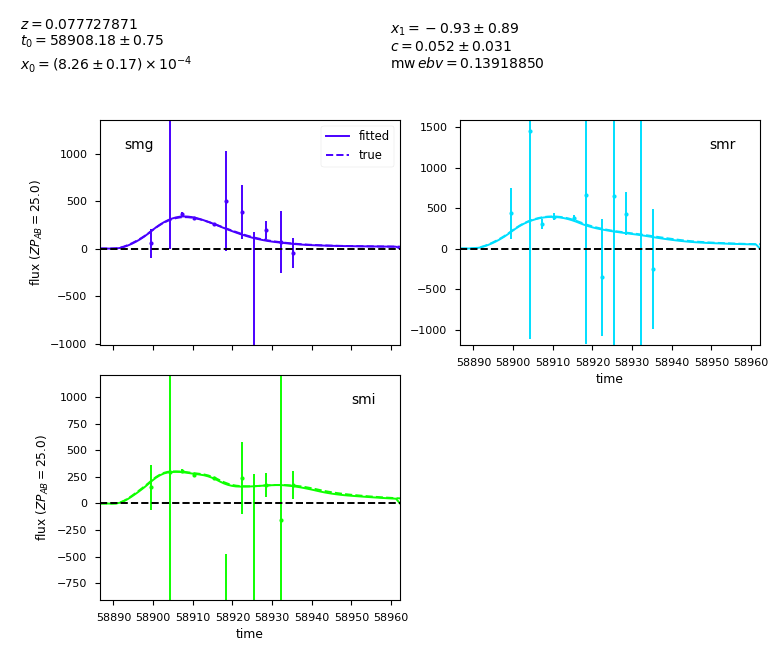 z = 0.077727871
t₀ = 58908.18 ± 0.75
x₀ = (8.26 ± 0.17) × 10⁻⁴
x₁ = −0.93 ± 0.89
c = 0.052 ± 0.031
mw ebv = 0.13918850
smg
fitted
true
1000
500
0
−500
−1000
flux (ZP_AB = 25.0)
smr
1500
1000
500
0
−500
−1000
58890 58900 58910 58920 58930 58940 58950 58960
time
smi
1000
750
500
250
0
−250
−500
−750
flux (ZP_AB = 25.0)
58890 58900 58910 58920 58930 58940 58950 58960
time